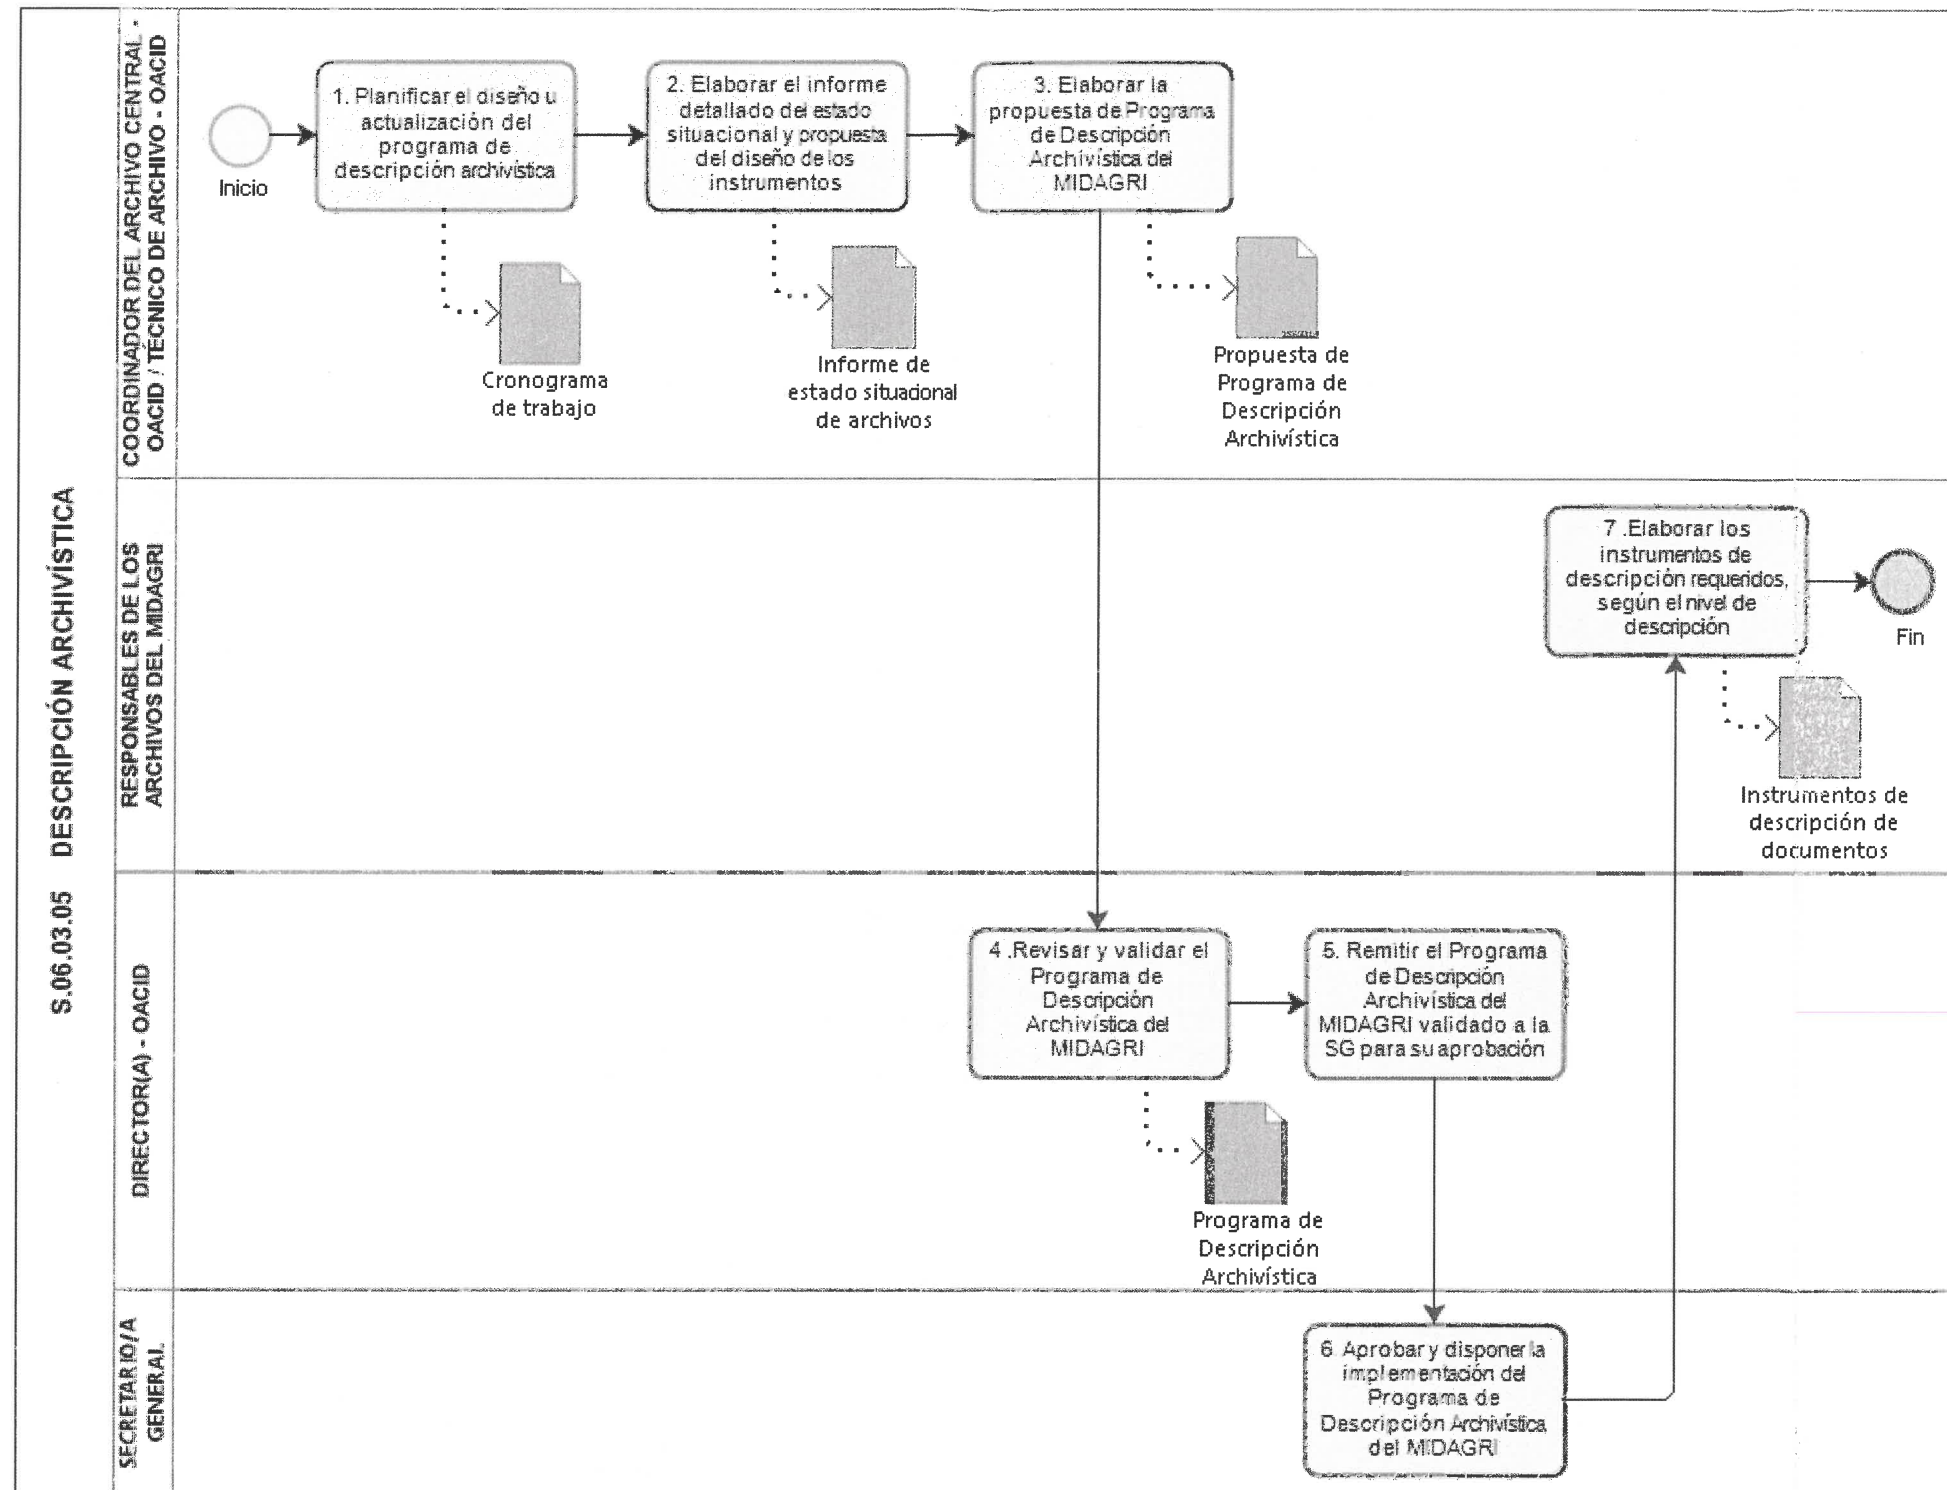 S.06.03.05 DESCRIPCIÓN ARCHIVÍSTICA
COORDINADOR DEL ARCHIVO CENTRAL -
OACID / TÉCNICO DE ARCHIVO - OACID
Inicio
1. Planificar el diseño u
actualización del
programa de
descripción archivística
Cronograma
de trabajo
2. Elaborar el informe
detallado del estado
situacional y propuesta
del diseño de los
instrumentos
Informe de
estado situacional
de archivos
3. Elaborar la
propuesta de Programa
de Descripción
Archivística del
MIDAGRI
Propuesta de
Programa de
Descripción
Archivística
RESPONSABLES DE LOS
ARCHIVOS DEL MIDAGRI
7 .Elaborar los
instrumentos de
descripción requeridos,
según el nivel de
descripción
Fin
Instrumentos de
descripción de
documentos
DIRECTOR(A) - OACID
4 .Revisar y validar el
Programa de
Descripción
Archivística del
MIDAGRI
Programa de
Descripción
Archivística
5. Remitir el Programa
de Descripción
Archivística del
MIDAGRI validado a la
SG para su aprobación
SECRETARIO/A
GENERAL
6. Aprobar y disponer la
implementación del
Programa de
Descripción Archivística
del MIDAGRI